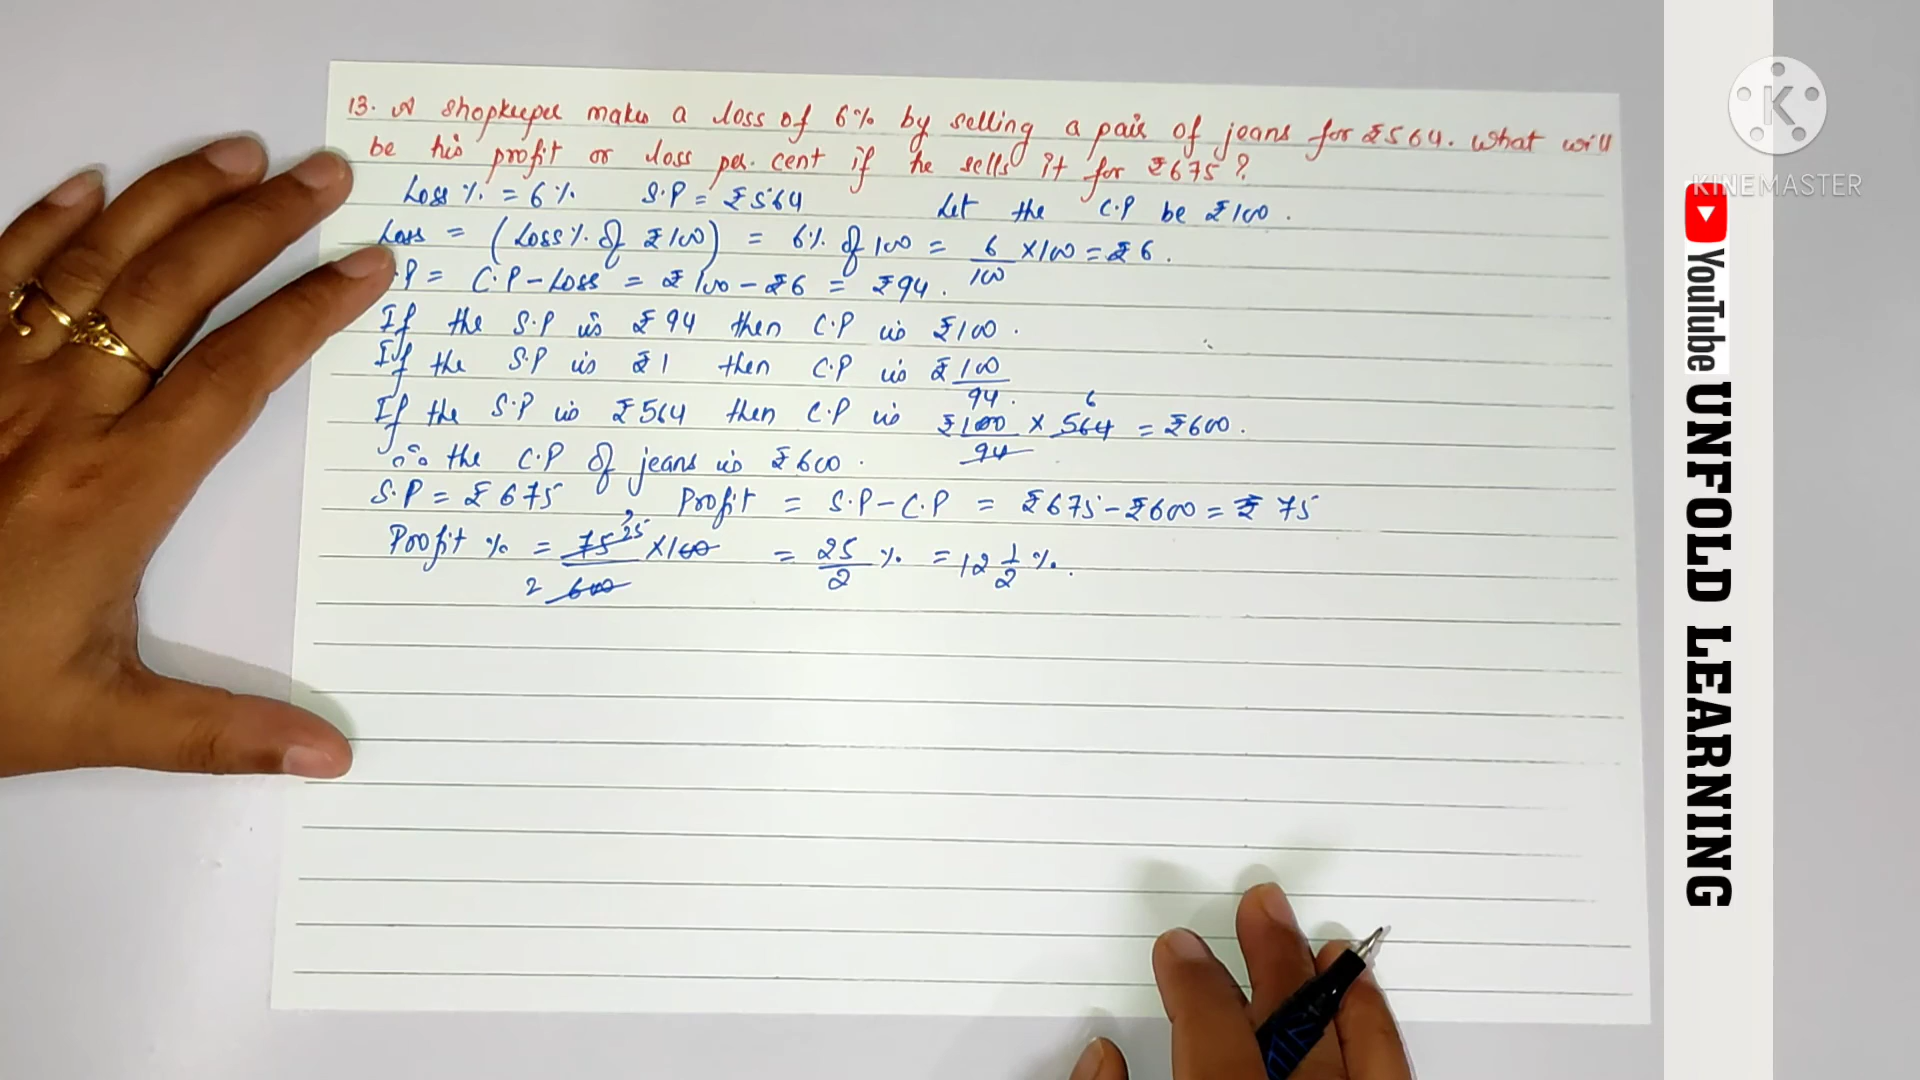 13. A shopkeeper makes a loss of 6% by selling a pair of jeans for ₹564. What will
be his profit or loss per cent if he sells it for ₹675?
Loss % = 6% S.P = ₹564 Let the C.P be ₹100.
Loss = (Loss % of ₹100) = 6% of 100 = 6/100 × 100 = ₹6.
.P = C.P - Loss = ₹100 - ₹6 = ₹94.
If the S.P is ₹94 then C.P is ₹100.
If the S.P is ₹1 then C.P is ₹100/94.
If the S.P is ₹564 then C.P is ₹100/94 × 564 6 = ₹600.
∴ the C.P of jeans is ₹600.
S.P = ₹675 Profit = S.P - C.P = ₹675 - ₹600 = ₹75
Profit % = 75 25/600 2 × 100 = 25/2 % = 12 1/2 %.
K
KINEMASTER
YouTube
UNFOLD LEARNING